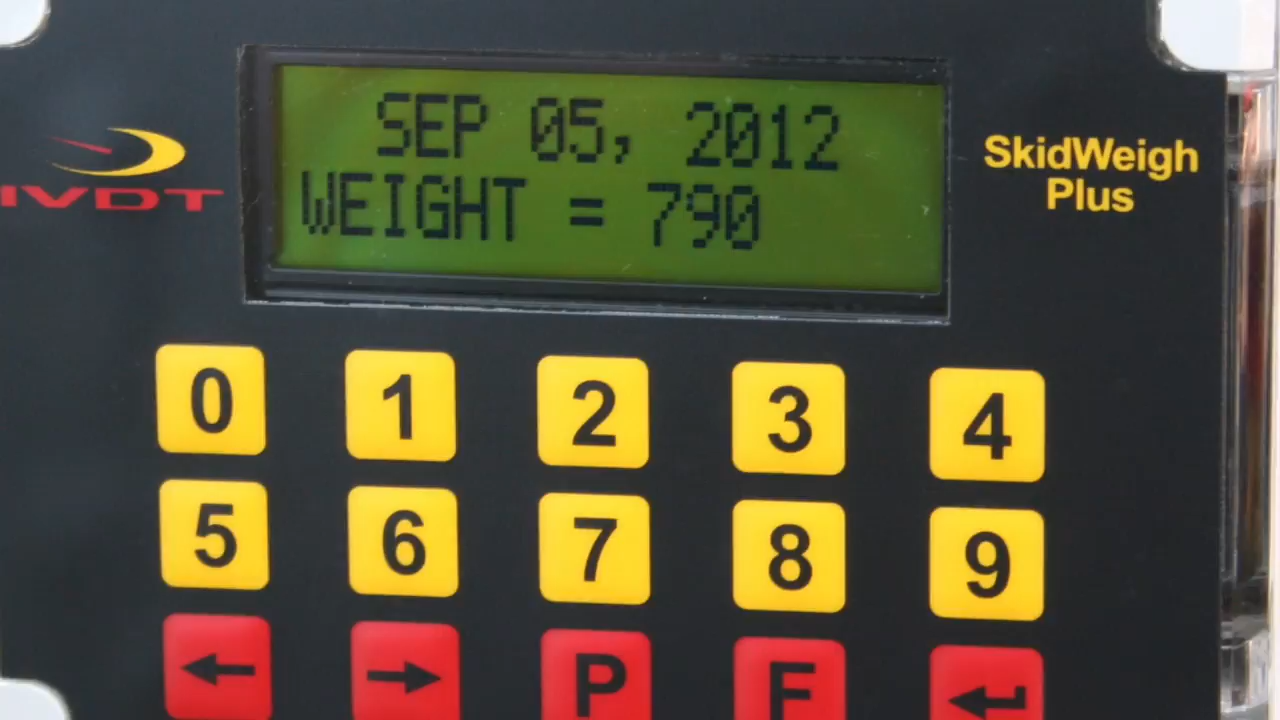 SEP 05, 2012
WEIGHT = 790
IVDT
SkidWeigh
Plus
0 1 2 3 4
5 6 7 8 9
← → P F ↵